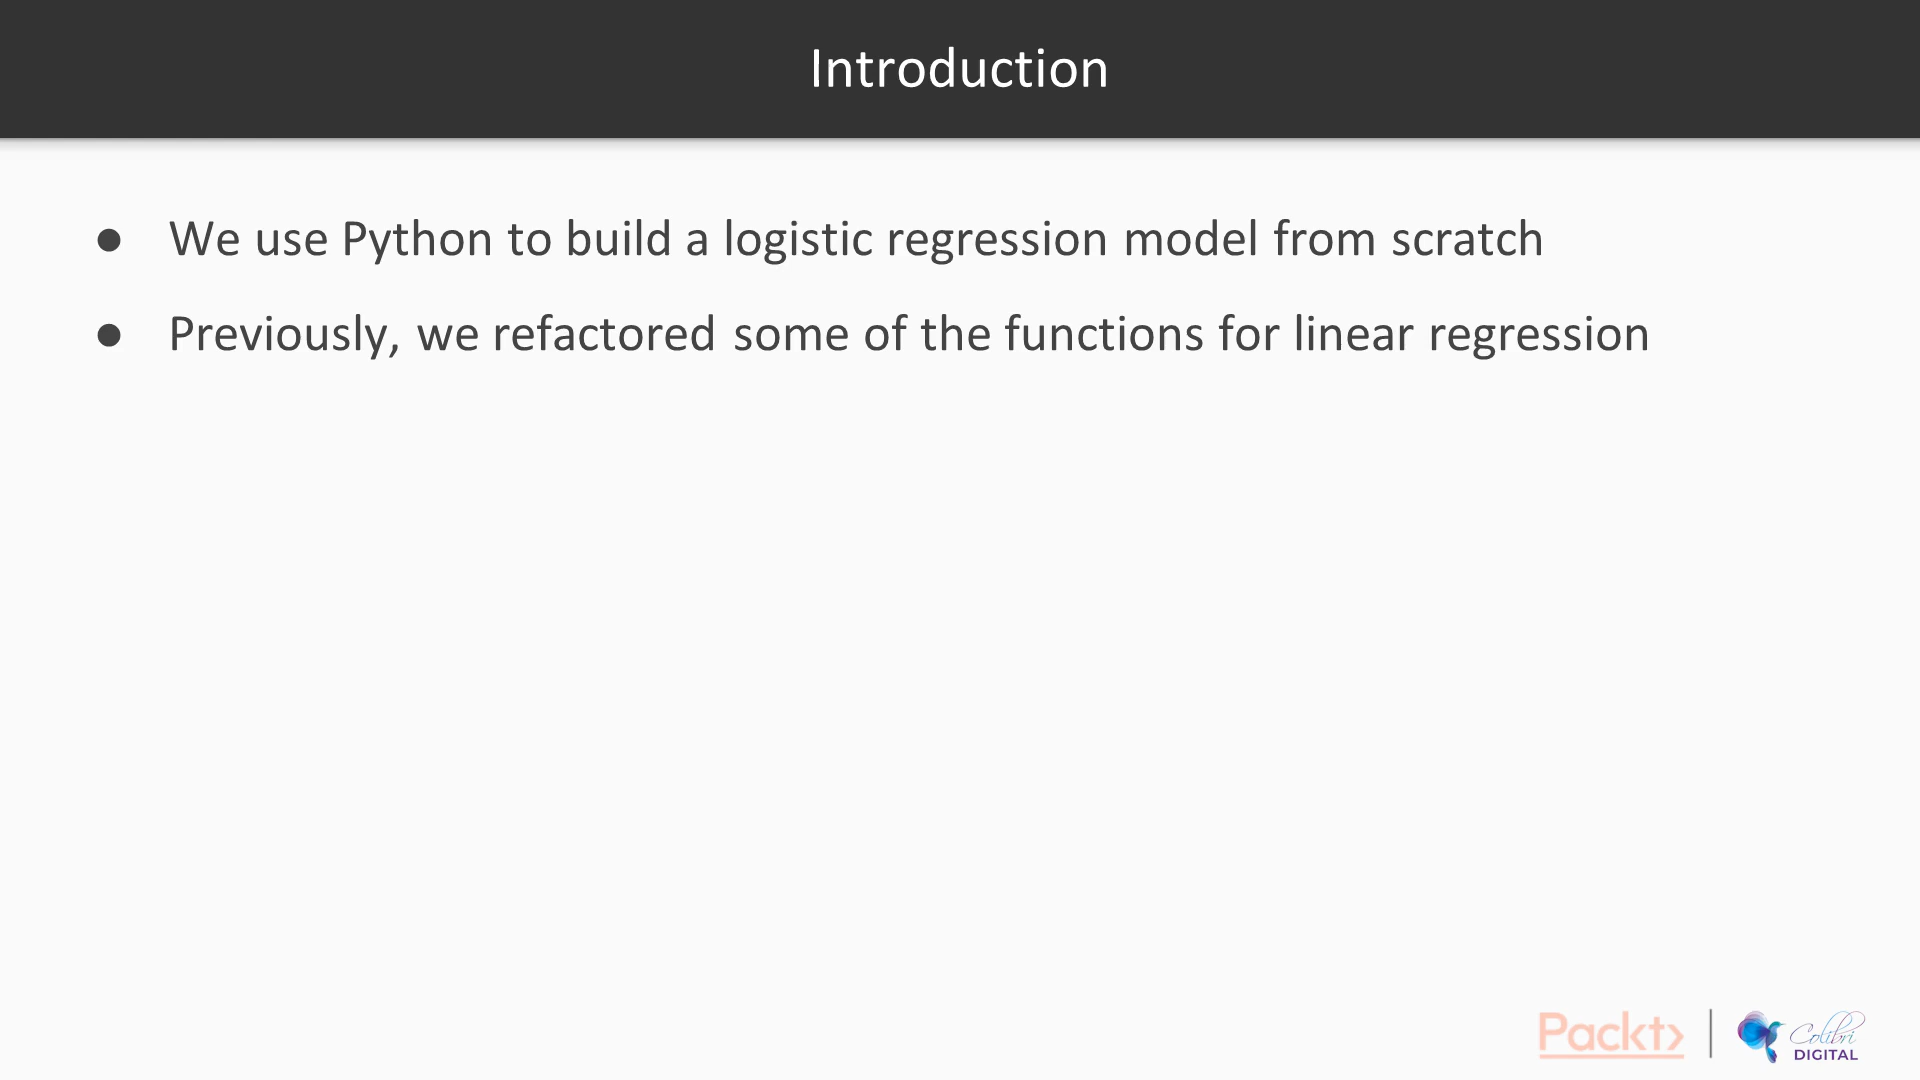 Introduction
● We use Python to build a logistic regression model from scratch
● Previously, we refactored some of the functions for linear regression
Packt>
Colibri
DIGITAL